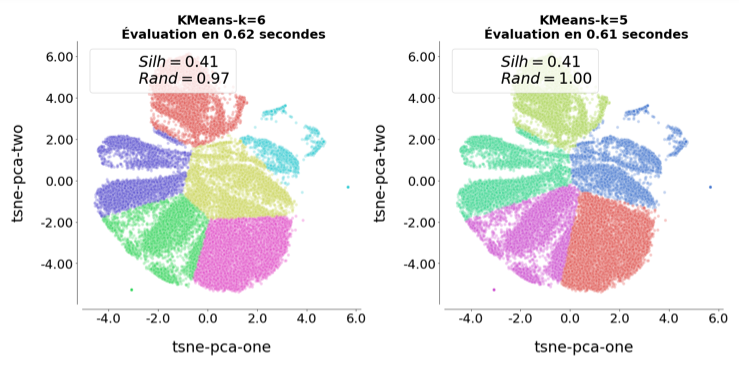 KMeans-k=6
Évaluation en 0.62 secondes
Silh = 0.41
Rand = 0.97
6.00
4.00
2.00
0.00
-2.00
-4.00
tsne-pca-two
-4.0 -2.0 0.0 2.0 4.0 6.0
tsne-pca-one
KMeans-k=5
Évaluation en 0.61 secondes
Silh = 0.41
Rand = 1.00
6.00
4.00
2.00
0.00
-2.00
-4.00
tsne-pca-two
-4.0 -2.0 0.0 2.0 4.0 6.0
tsne-pca-one